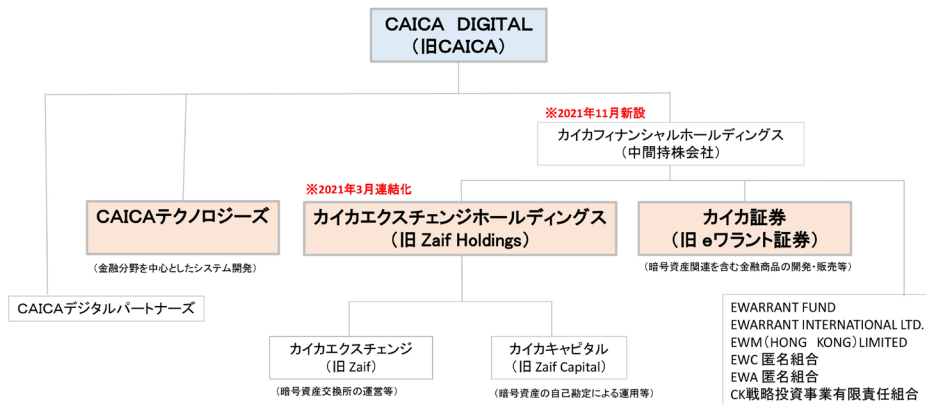 CAICA DIGITAL
（旧CAICA）
※2021年11月新設
カイカフィナンシャルホールディングス
（中間持株会社）
※2021年3月連結化
CAICAテクノロジーズ
（金融分野を中心としたシステム開発）
カイカエクスチェンジホールディングス
（旧 Zaif Holdings）
カイカ証券
（旧 eワラント証券）
（暗号資産関連を含む金融商品の開発・販売等）
CAICAデジタルパートナーズ
カイカエクスチェンジ
（旧 Zaif）
（暗号資産交換所の運営等）
カイカキャピタル
（旧 Zaif Capital）
（暗号資産の自己勘定による運用等）
EWARRANT FUND
EWARRANT INTERNATIONAL LTD.
EWM（HONG　KONG）LIMITED
EWC 匿名組合
EWA 匿名組合
CK戦略投資事業有限責任組合